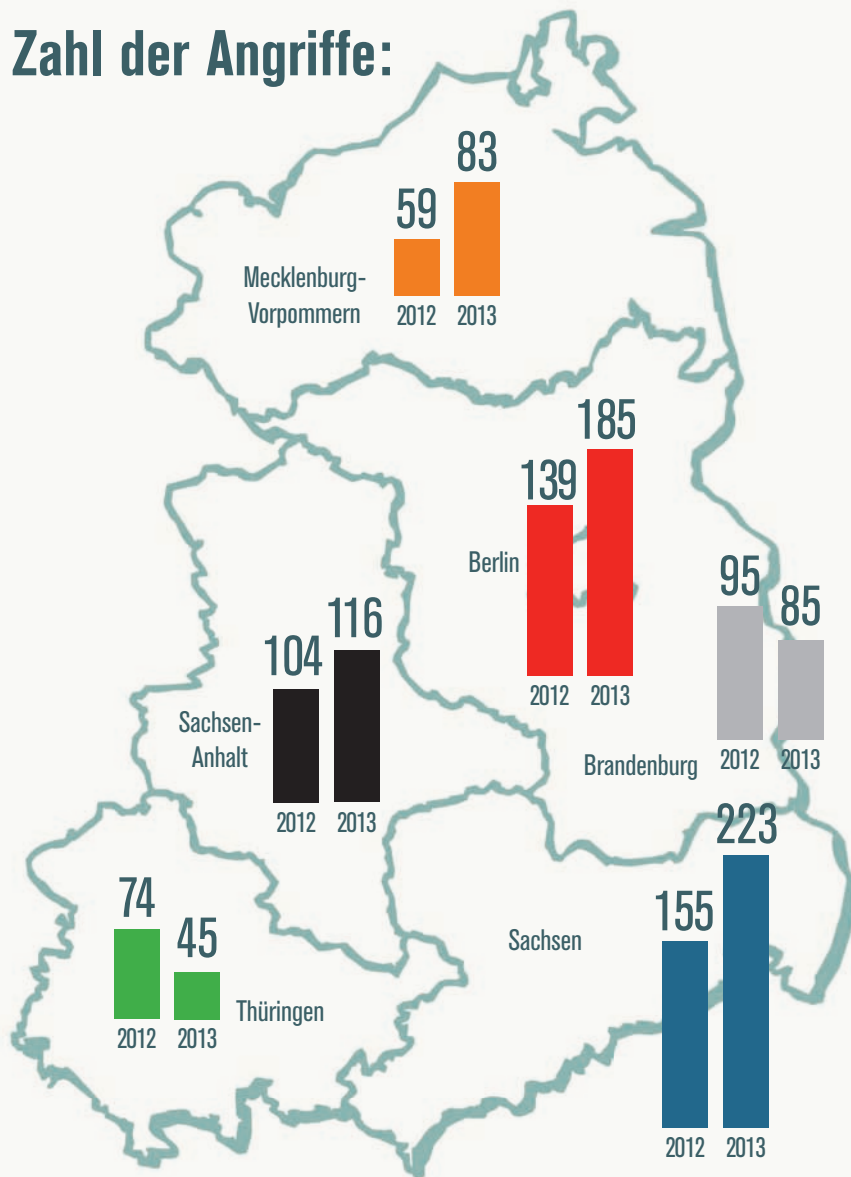 Zahl der Angriffe:
59
83
Mecklenburg-
Vorpommern
2012
2013
139
185
Berlin
2012
2013
95
85
Brandenburg
2012
2013
104
116
Sachsen-
Anhalt
2012
2013
74
45
Thüringen
2012
2013
155
223
Sachsen
2012
2013